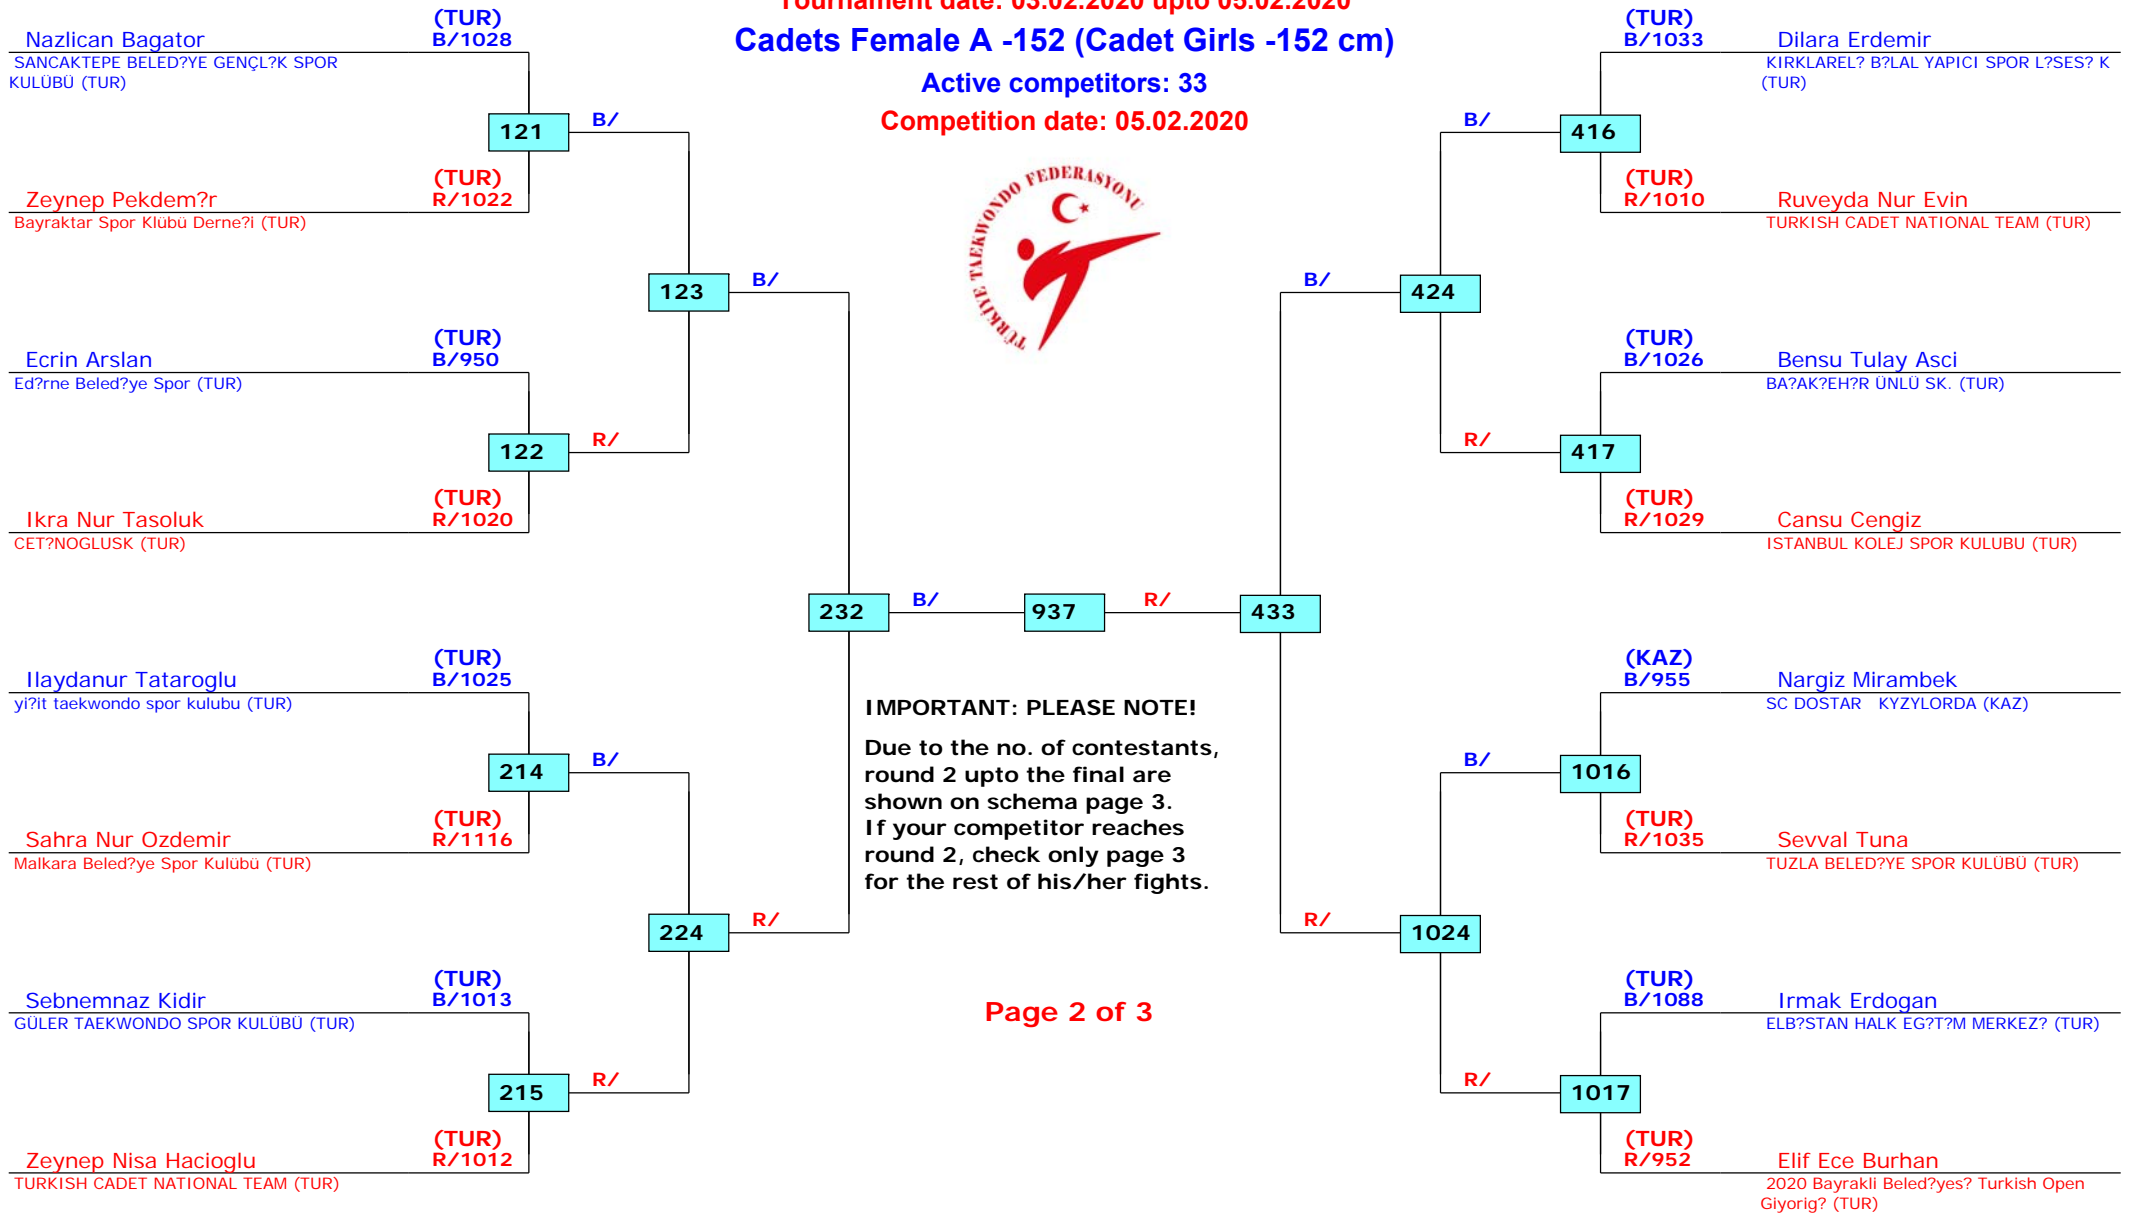 Tournament date: 03.02.2020 upto 05.02.2020
Cadets Female A -152 (Cadet Girls -152 cm)
Active competitors: 33
Competition date: 05.02.2020
TÜRKİYE TAEKWONDO FEDERASYONU
(TUR)
Nazlican Bagator B/1028
SANCAKTEPE BELED?YE GENÇL?K SPOR
KULÜBÜ (TUR)
121 B/
(TUR)
Zeynep Pekdem?r R/1022
Bayraktar Spor Klübü Derne?i (TUR)
123 B/
(TUR)
Ecrin Arslan B/950
Ed?rne Beled?ye Spor (TUR)
122 R/
(TUR)
Ikra Nur Tasoluk R/1020
CET?NOGLUSK (TUR)
232 B/ 937 R/ 433
(TUR)
Ilaydanur Tataroglu B/1025
yi?it taekwondo spor kulubu (TUR)
214 B/
(TUR)
Sahra Nur Ozdemir R/1116
Malkara Beled?ye Spor Kulübü (TUR)
224 R/
(TUR)
Sebnemnaz Kidir B/1013
GÜLER TAEKWONDO SPOR KULÜBÜ (TUR)
215 R/
(TUR)
Zeynep Nisa Hacioglu R/1012
TURKISH CADET NATIONAL TEAM (TUR)
IMPORTANT: PLEASE NOTE!
Due to the no. of contestants,
round 2 upto the final are
shown on schema page 3.
If your competitor reaches
round 2, check only page 3
for the rest of his/her fights.
Page 2 of 3
(TUR)
B/1033 Dilara Erdemir
KIRKLAREL? B?LAL YAPICI SPOR L?SES? K
(TUR)
B/ 416
(TUR)
R/1010 Ruveyda Nur Evin
TURKISH CADET NATIONAL TEAM (TUR)
B/ 424
(TUR)
B/1026 Bensu Tulay Asci
BA?AK?EH?R ÜNLÜ SK. (TUR)
R/ 417
(TUR)
R/1029 Cansu Cengiz
ISTANBUL KOLEJ SPOR KULUBU (TUR)
(KAZ)
B/955 Nargiz Mirambek
SC DOSTAR KYZYLORDA (KAZ)
B/ 1016
(TUR)
R/1035 Sevval Tuna
TUZLA BELED?YE SPOR KULÜBÜ (TUR)
R/ 1024
(TUR)
B/1088 Irmak Erdogan
ELB?STAN HALK EG?T?M MERKEZ? (TUR)
R/ 1017
(TUR)
R/952 Elif Ece Burhan
2020 Bayrakli Beled?yes? Turkish Open
Giyorig? (TUR)